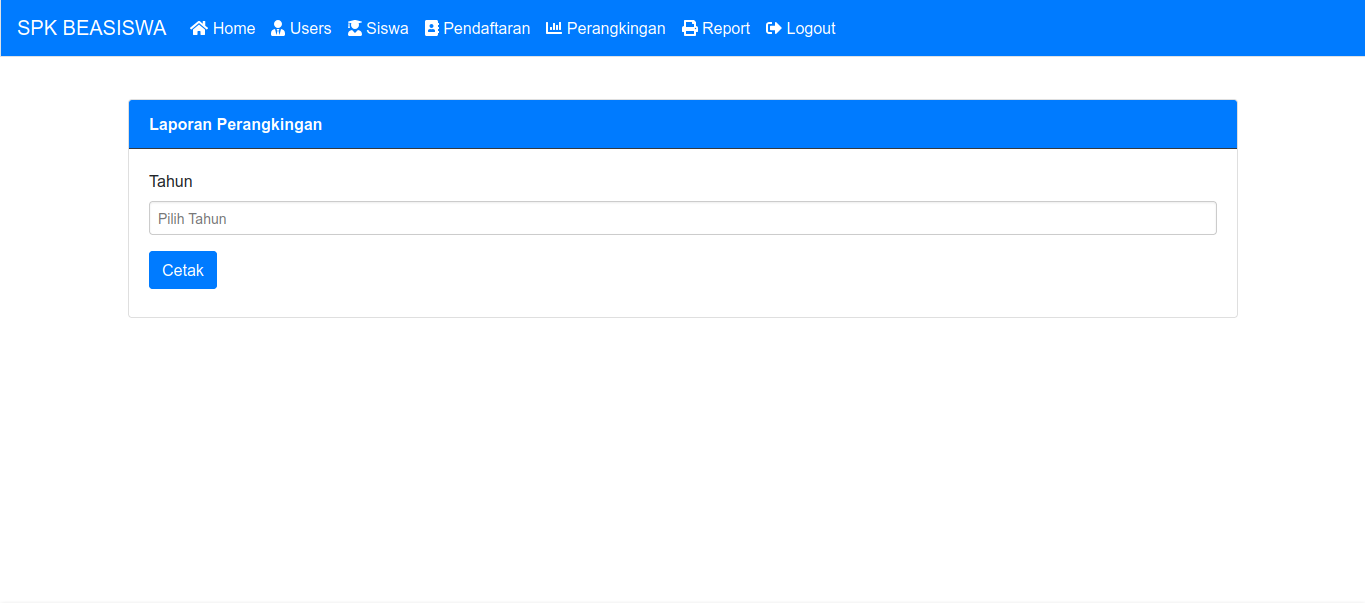 SPK BEASISWA Home Users Siswa Pendaftaran Perangkingan Report Logout
Laporan Perangkingan
Tahun
Pilih Tahun
Cetak